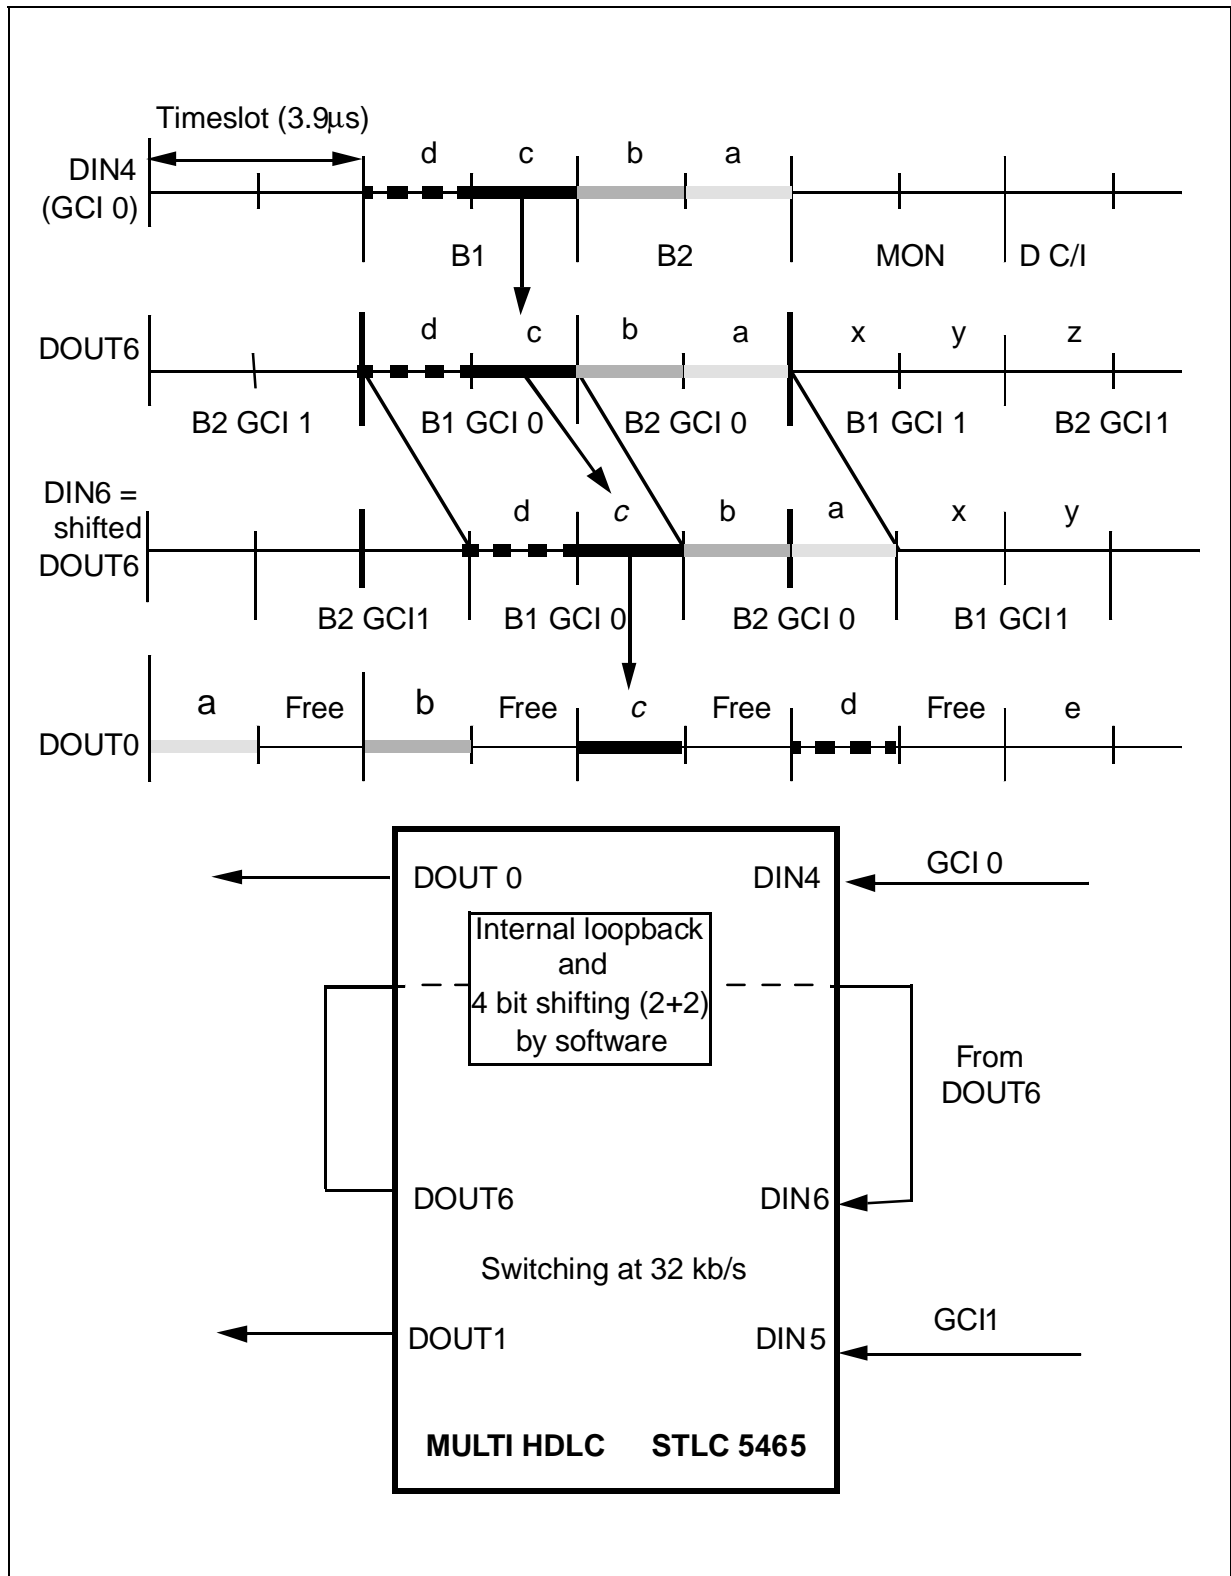 Timeslot (3.9µs)
d c b a
DIN4
(GCI 0)
B1 B2 MON D C/I
d c b a x y z
DOUT6
B2 GCI 1 B1 GCI 0 B2 GCI 0 B1 GCI 1 B2 GCI1
DIN6 =
shifted
DOUT6
d c b a x y
B2 GCI1 B1 GCI 0 B2 GCI 0 B1 GCI1
a Free b Free c Free d Free e
DOUT0
DOUT 0 DIN4 GCI 0
Internal loopback
and
4 bit shifting (2+2)
by software
From
DOUT6
DOUT6 DIN6
Switching at 32 kb/s
DOUT1 DIN5 GCI1
MULTI HDLC STLC 5465